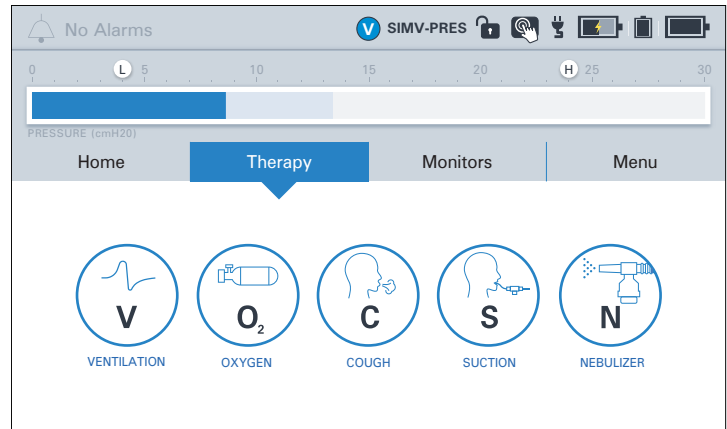 No Alarms
V SIMV-PRES
0 L 5 10 15 20 H 25 30
PRESSURE (cmH20)
Home Therapy Monitors Menu
V O2 C S N
VENTILATION OXYGEN COUGH SUCTION NEBULIZER